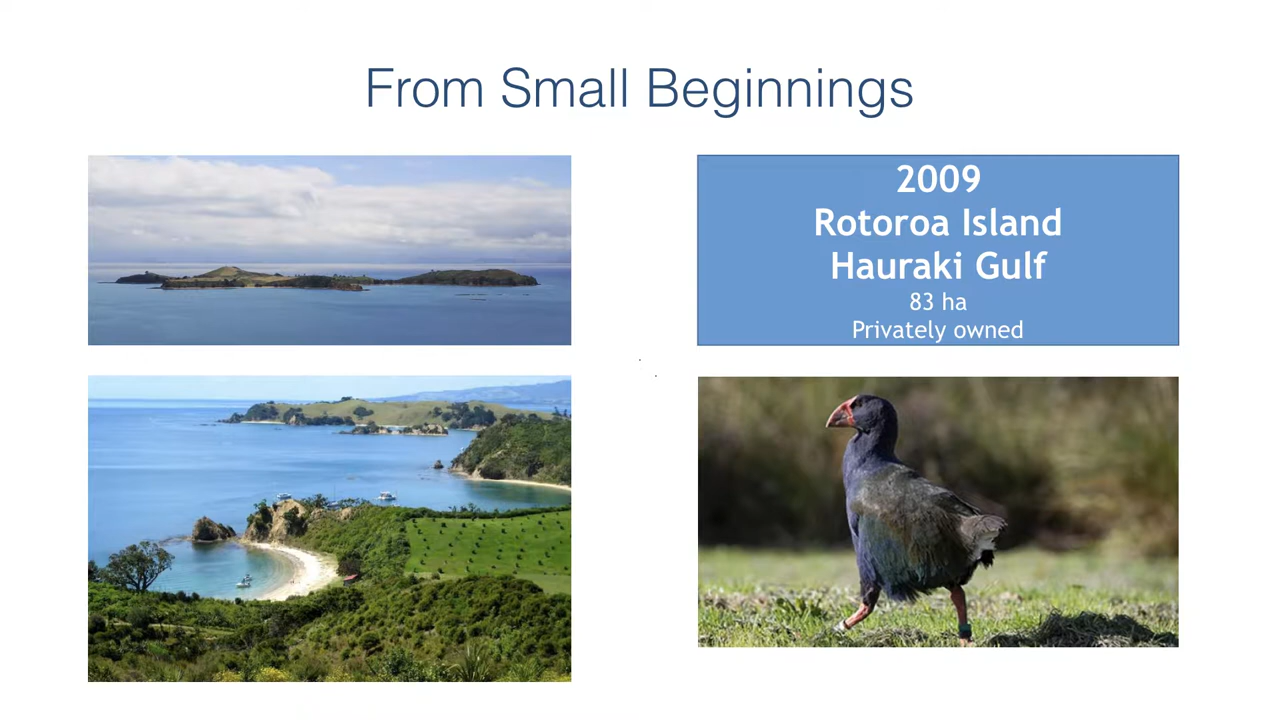 From Small Beginnings
2009
Rotoroa Island
Hauraki Gulf
83 ha
Privately owned